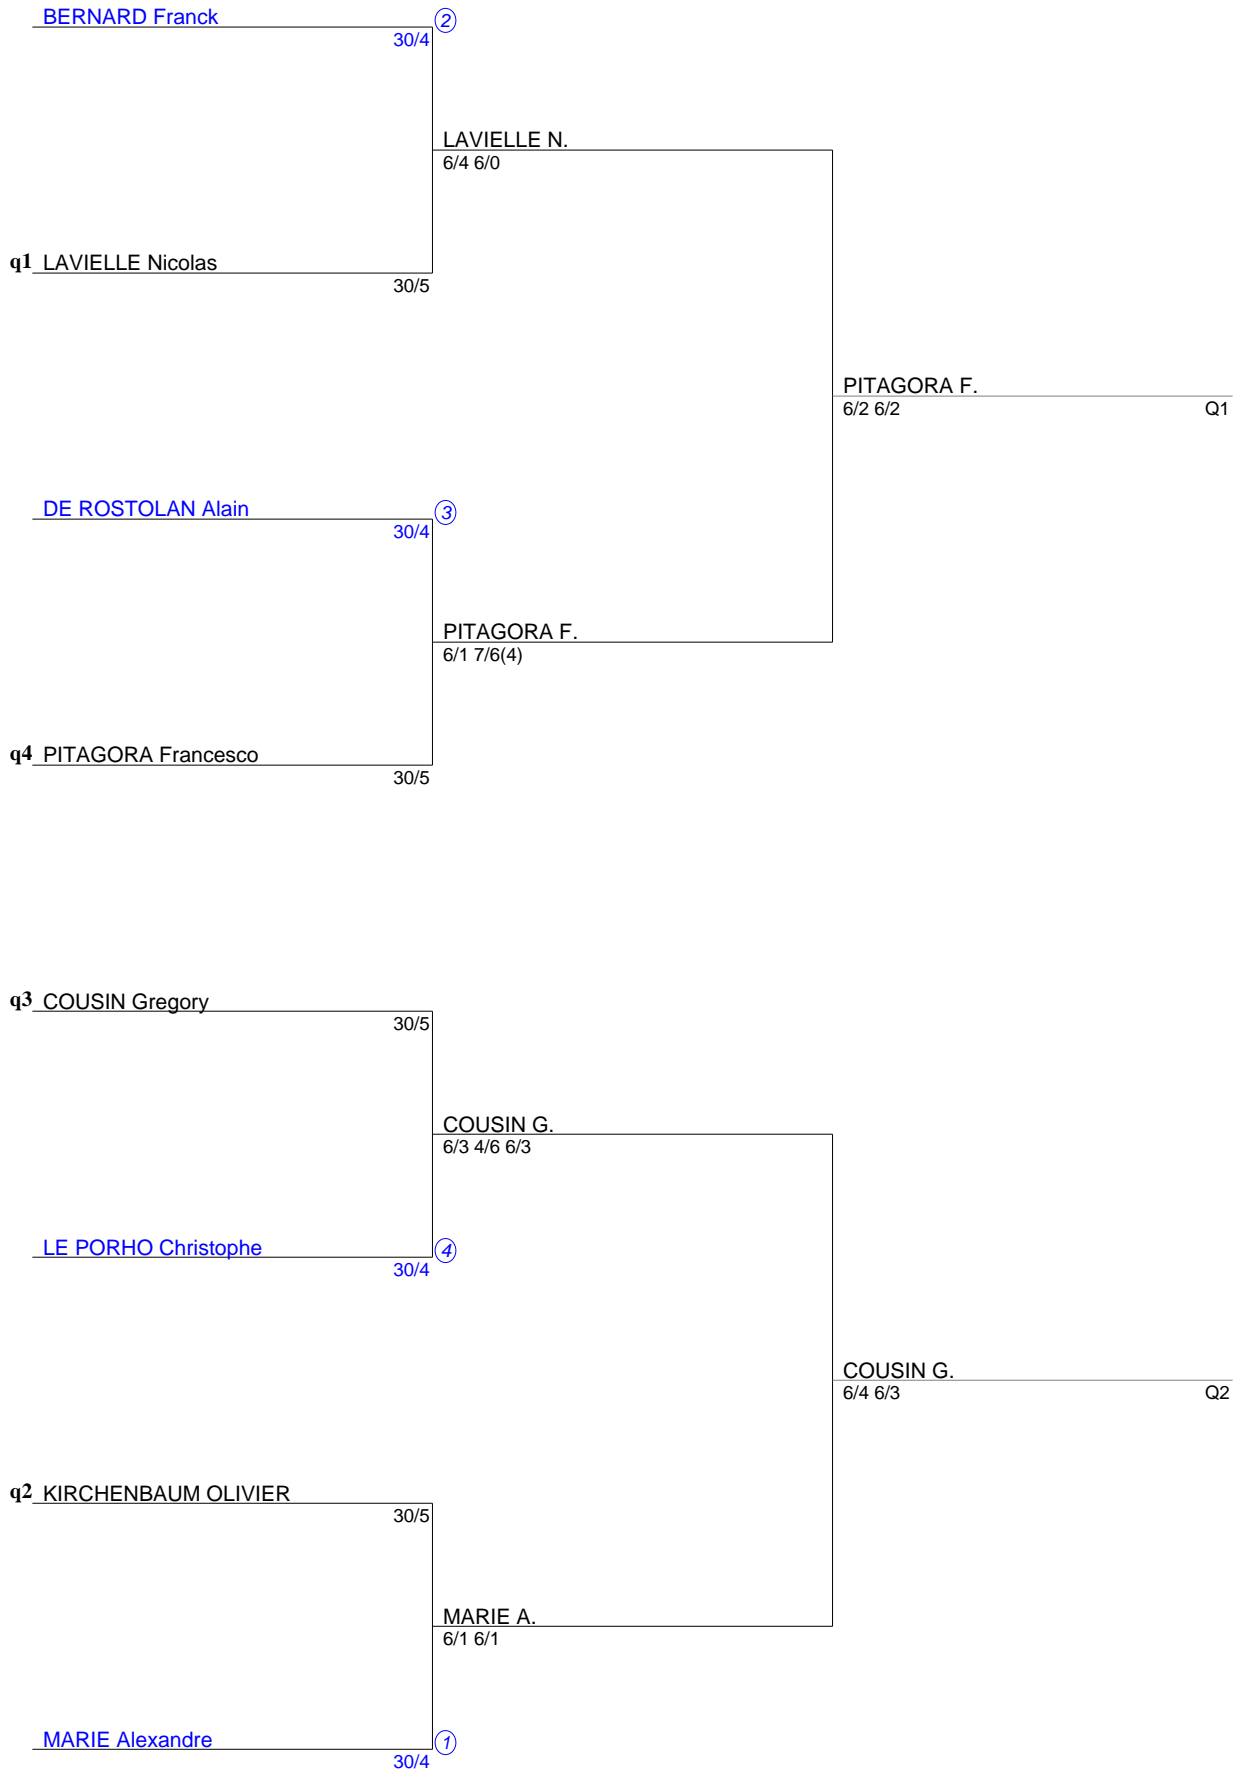 BERNARD Franck
2
30/4
LAVIELLE N.
6/4 6/0
q1 LAVIELLE Nicolas
30/5
PITAGORA F.
6/2 6/2
Q1
DE ROSTOLAN Alain
3
30/4
PITAGORA F.
6/1 7/6(4)
q4 PITAGORA Francesco
30/5
q3 COUSIN Gregory
30/5
COUSIN G.
6/3 4/6 6/3
LE PORHO Christophe
4
30/4
COUSIN G.
6/4 6/3
Q2
q2 KIRCHENBAUM OLIVIER
30/5
MARIE A.
6/1 6/1
MARIE Alexandre
1
30/4